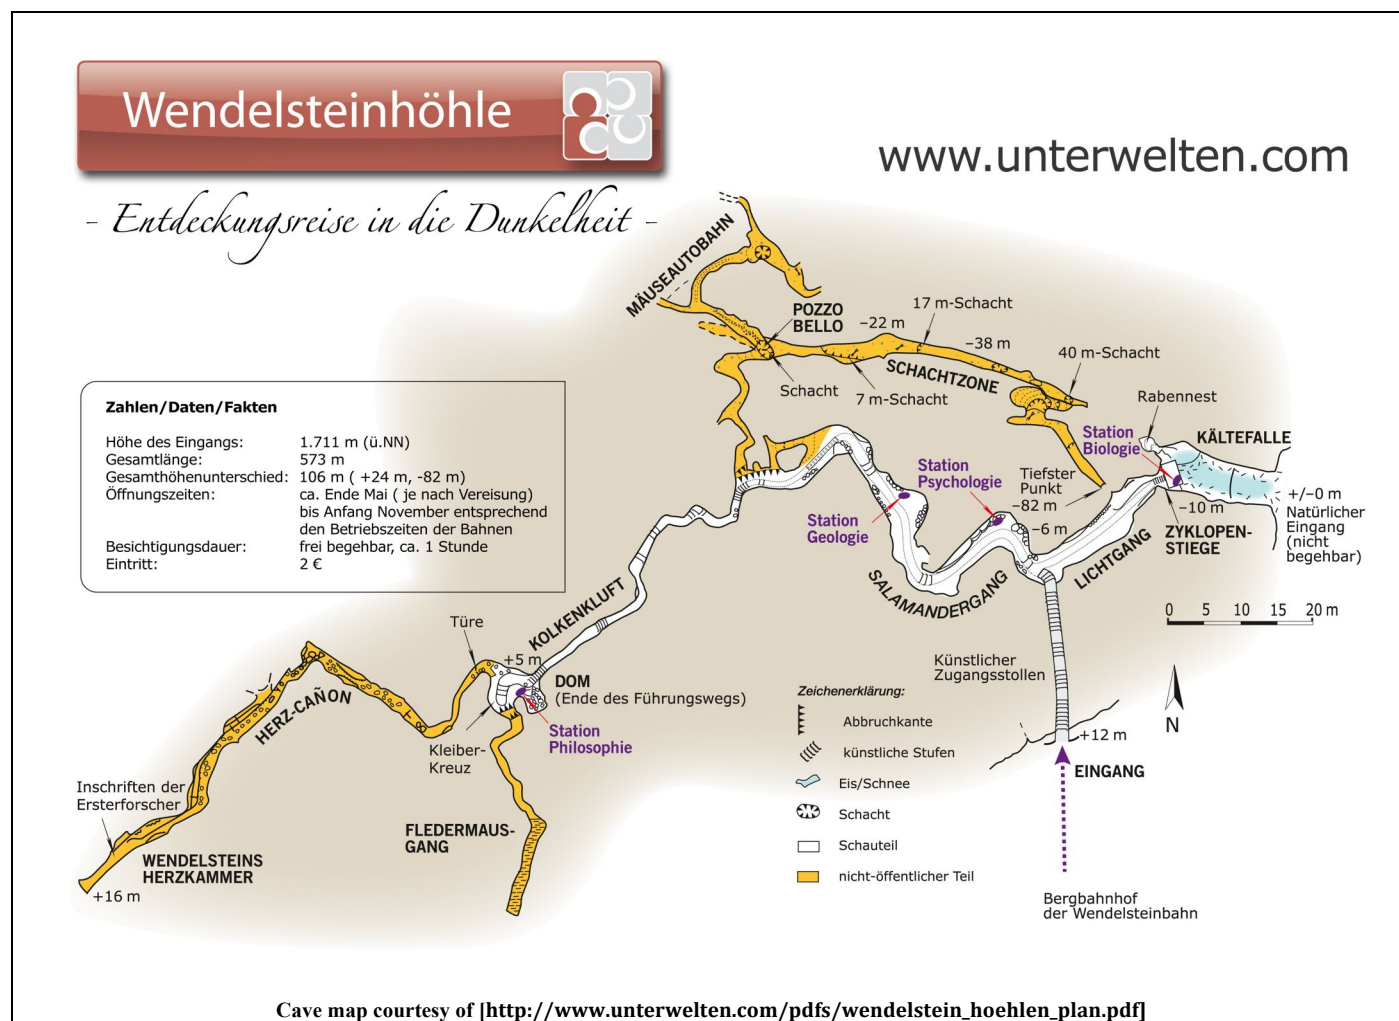 Wendelsteinhöhle
www.unterwelten.com
- Entdeckungsreise in die Dunkelheit -
Zahlen/Daten/Fakten
Höhe des Eingangs: 1.711 m (ü.NN)
Gesamtlänge: 573 m
Gesamthöhenunterschied: 106 m ( +24 m, -82 m)
Öffnungszeiten: ca. Ende Mai ( je nach Vereisung)
bis Anfang November entsprechend
den Betriebszeiten der Bahnen
Besichtigungsdauer: frei begehbar, ca. 1 Stunde
Eintritt: 2 €
MÄUSEAUTOBAHN
POZZO
BELLO
Schacht
–22 m
17 m-Schacht
–38 m
SCHACHTZONE
7 m-Schacht
40 m-Schacht
Rabennest
KÄLTEFALLE
Station
Biologie
Station
Psychologie
Station
Geologie
Tiefster
Punkt
–82 m
–6 m
–10 m
ZYKLOPEN-
STIEGE
+/–0 m
Natürlicher
Eingang
(nicht
begehbar)
LICHTGANG
SALAMANDERGANG
KOLKENKLUFT
Türe
+5 m
DOM
(Ende des Führungswegs)
Station
Philosophie
Kleiber-
Kreuz
HERZ-CAÑON
Inschriften der
Ersterforscher
WENDELSTEINS
HERZKAMMER
+16 m
FLEDERMAUS-
GANG
Künstlicher
Zugangsstollen
0 5 10 15 20 m
N
+12 m
EINGANG
Bergbahnhof
der Wendelsteinbahn
Zeichenerklärung:
Abbruchkante
künstliche Stufen
Eis/Schnee
Schacht
Schauteil
nicht-öffentlicher Teil
Cave map courtesy of [http://www.unterwelten.com/pdfs/wendelstein_hoehlen_plan.pdf]